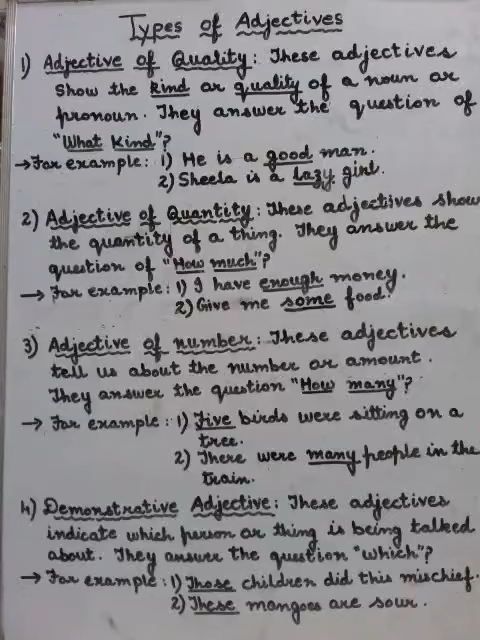 Types of Adjectives
1) Adjective of Quality: These adjectives
show the kind or quality of a noun or
pronoun. They answer the question of
"What Kind"?
→ For example: 1) He is a good man.
2) Sheela is a lazy girl.
2) Adjective of Quantity: These adjectives show
the quantity of a thing. They answer the
question of "How much"?
→ For example: 1) I have enough money.
2) Give me some food.
3) Adjective of number: These adjectives
tell us about the number or amount.
They answer the question "How many"?
→ For example: 1) Five birds were sitting on a
tree.
2) There were many people in the
train.
4) Demonstrative Adjective: These adjectives
indicate which person or thing is being talked
about. They answer the question "which"?
→ For example: 1) Those children did this mischief.
2) These mangoes are sour.